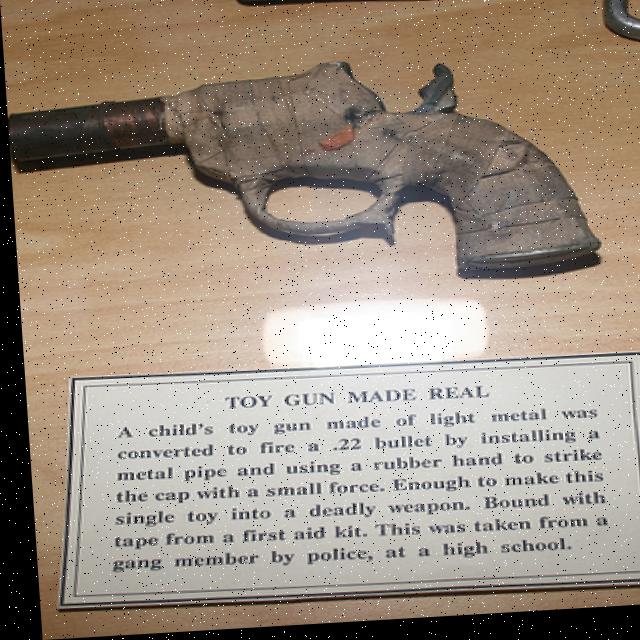 TOY GUN MADE REAL
A child's toy gun made of light metal was
converted to fire a .22 bullet by installing a
metal pipe and using a rubber hand to strike
the cap with a small force. Enough to make this
single toy into a deadly weapon. Bound with
tape from a first aid kit. This was taken from a
gang member by police, at a high school.